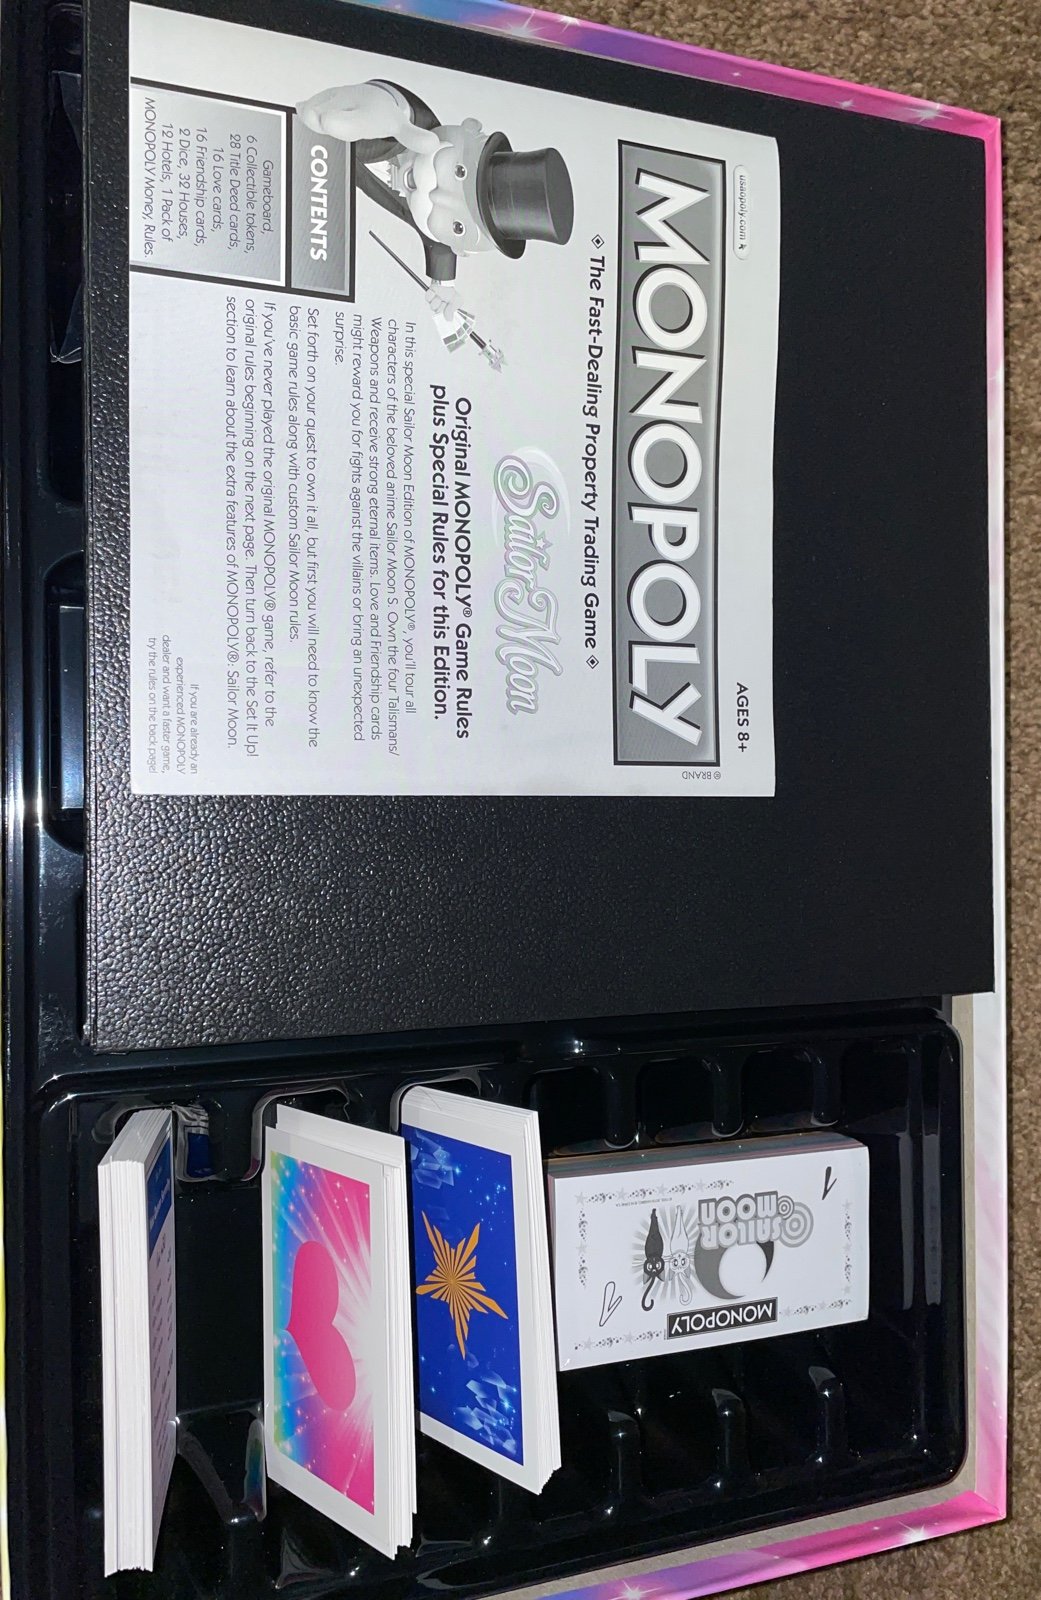 usaopoly.com
AGES 8+
MONOPOLY
® BRAND
The Fast-Dealing Property Trading Game
Sailor Moon
Original MONOPOLY® Game Rules
plus Special Rules for this Edition.
In this special Sailor Moon Edition of MONOPOLY®, you'll tour all
characters of the beloved anime Sailor Moon S. Own the four Talismans/
Weapons and receive strong eternal items. Love and Friendship cards
might reward you for fights against the villains or bring an unexpected
surprise.
Set forth on your quest to own it all, but first you will need to know the
basic game rules along with custom Sailor Moon rules.
If you've never played the original MONOPOLY® game, refer to the
original rules beginning on the next page. Then turn back to the Set It Up!
section to learn about the extra features of MONOPOLY®: Sailor Moon.
If you are already an
experienced MONOPOLY
dealer and want a faster game,
try the rules on the back page!
CONTENTS
Gameboard,
6 Collectible tokens,
28 Title Deed cards,
16 Love cards,
16 Friendship cards,
2 Dice, 32 Houses,
12 Hotels, 1 Pack of
MONOPOLY Money, Rules.
1
MONOPOLY
SAILOR
MOON
1